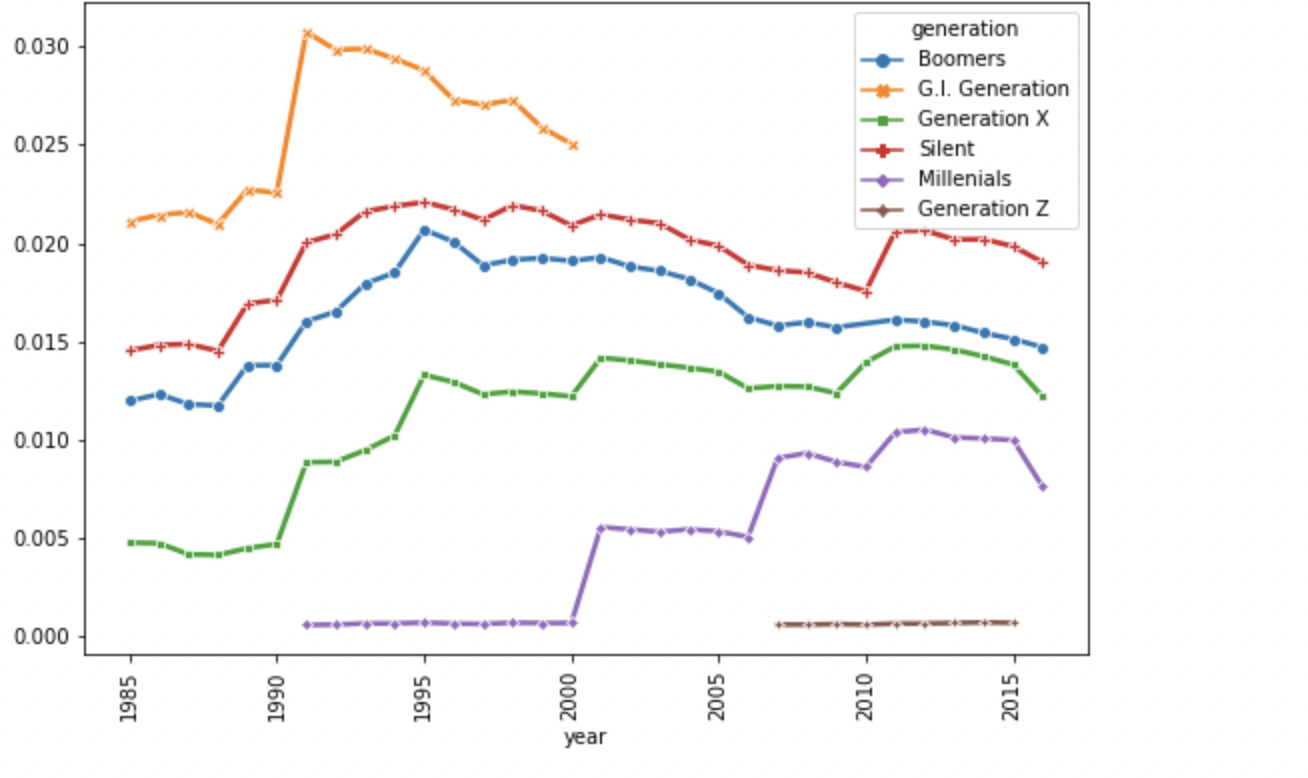 0.030
0.025
0.020
0.015
0.010
0.005
0.000
generation
Boomers
G.I. Generation
Generation X
Silent
Millenials
Generation Z
1985
1990
1995
2000
2005
2010
2015
year